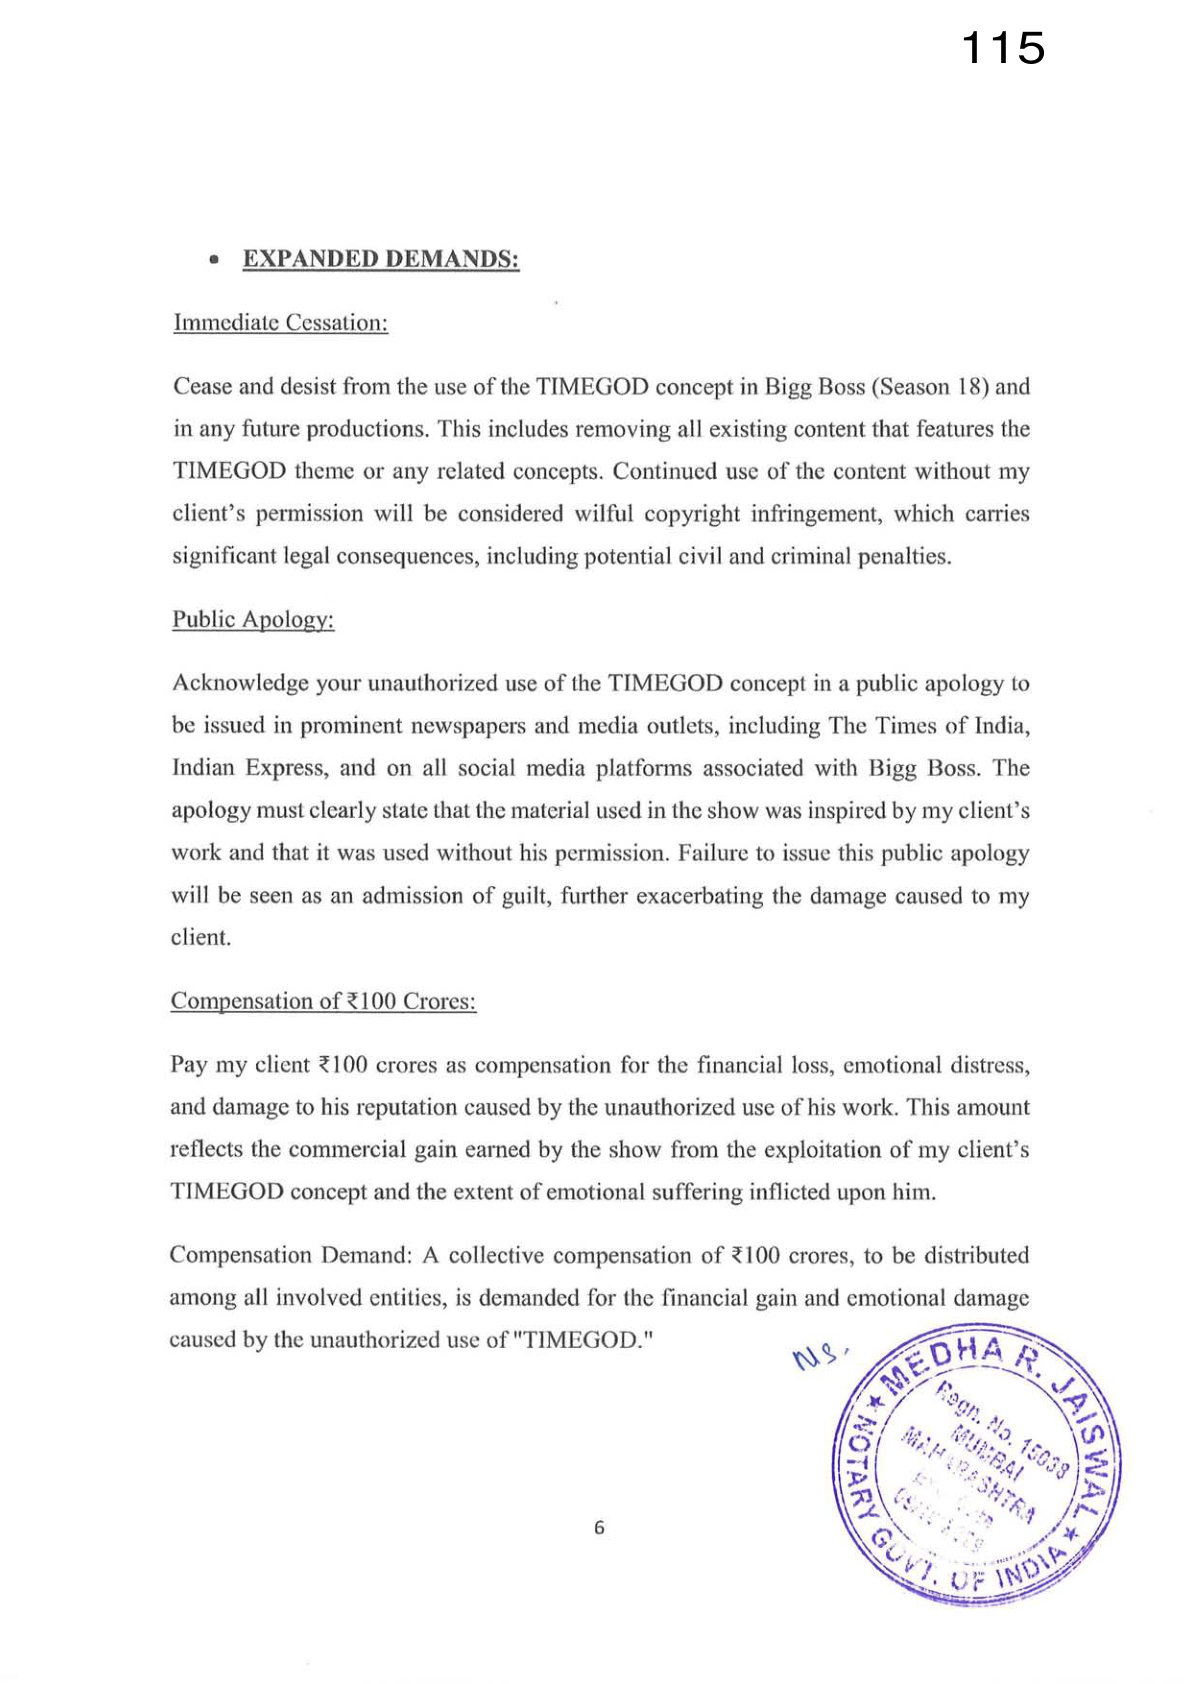 115
• EXPANDED DEMANDS:
Immediate Cessation:
Cease and desist from the use of the TIMEGOD concept in Bigg Boss (Season 18) and
in any future productions. This includes removing all existing content that features the
TIMEGOD theme or any related concepts. Continued use of the content without my
client's permission will be considered wilful copyright infringement, which carries
significant legal consequences, including potential civil and criminal penalties.
Public Apology:
Acknowledge your unauthorized use of the TIMEGOD concept in a public apology to
be issued in prominent newspapers and media outlets, including The Times of India,
Indian Express, and on all social media platforms associated with Bigg Boss. The
apology must clearly state that the material used in the show was inspired by my client's
work and that it was used without his permission. Failure to issue this public apology
will be seen as an admission of guilt, further exacerbating the damage caused to my
client.
Compensation of ₹100 Crores:
Pay my client ₹100 crores as compensation for the financial loss, emotional distress,
and damage to his reputation caused by the unauthorized use of his work. This amount
reflects the commercial gain earned by the show from the exploitation of my client's
TIMEGOD concept and the extent of emotional suffering inflicted upon him.
Compensation Demand: A collective compensation of ₹100 crores, to be distributed
among all involved entities, is demanded for the financial gain and emotional damage
caused by the unauthorized use of "TIMEGOD."
★ MEDHA R. JAISWAL ★
NOTARY GOVT. OF INDIA
Regn. No. 15038
MUMBAI
MAHARASHTRA
6